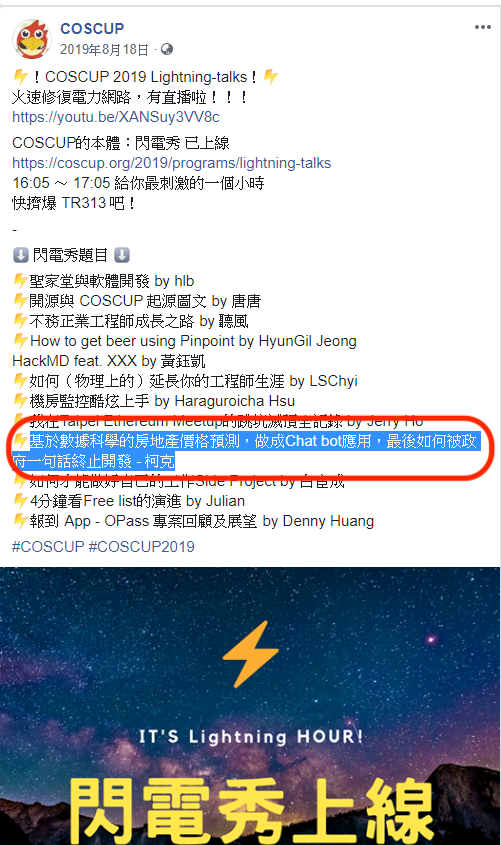 COSCUP
2019年8月18日 ·
⚡！COSCUP 2019 Lightning-talks！⚡
火速修復電力網路，有直播啦！！！
https://youtu.be/XANSuy3VV8c
COSCUP的本體：閃電秀 已上線
https://coscup.org/2019/programs/lightning-talks
16:05 ～ 17:05 給你最刺激的一個小時
快擠爆 TR313 吧！
-
⬇️ 閃電秀題目 ⬇️
⚡聖家堂與軟體開發 by hlb
⚡開源與 COSCUP 起源圖文 by 唐唐
⚡不務正業工程師成長之路 by 聽風
⚡How to get beer using Pinpoint by HyunGil Jeong
HackMD feat. XXX by 黃鈺凱
⚡如何（物理上的）延長你的工程師生涯 by LSChyi
⚡機房監控酷炫上手 by Haraguroicha Hsu
⚡我在Taipei Ethereum Meetup的跳坑滅頂全記錄 by Jerry Ho
⚡基於數據科學的房地產價格預測，做成Chat bot應用，最後如何被政
府一句話終止開發 - 柯克
⚡如何才能做好自己的工作Side Project by
⚡4分鐘看Free list的演進 by Julian
⚡報到 App - OPass 專案回顧及展望 by Denny Huang
#COSCUP #COSCUP2019
IT'S Lightning HOUR!
閃電秀上線